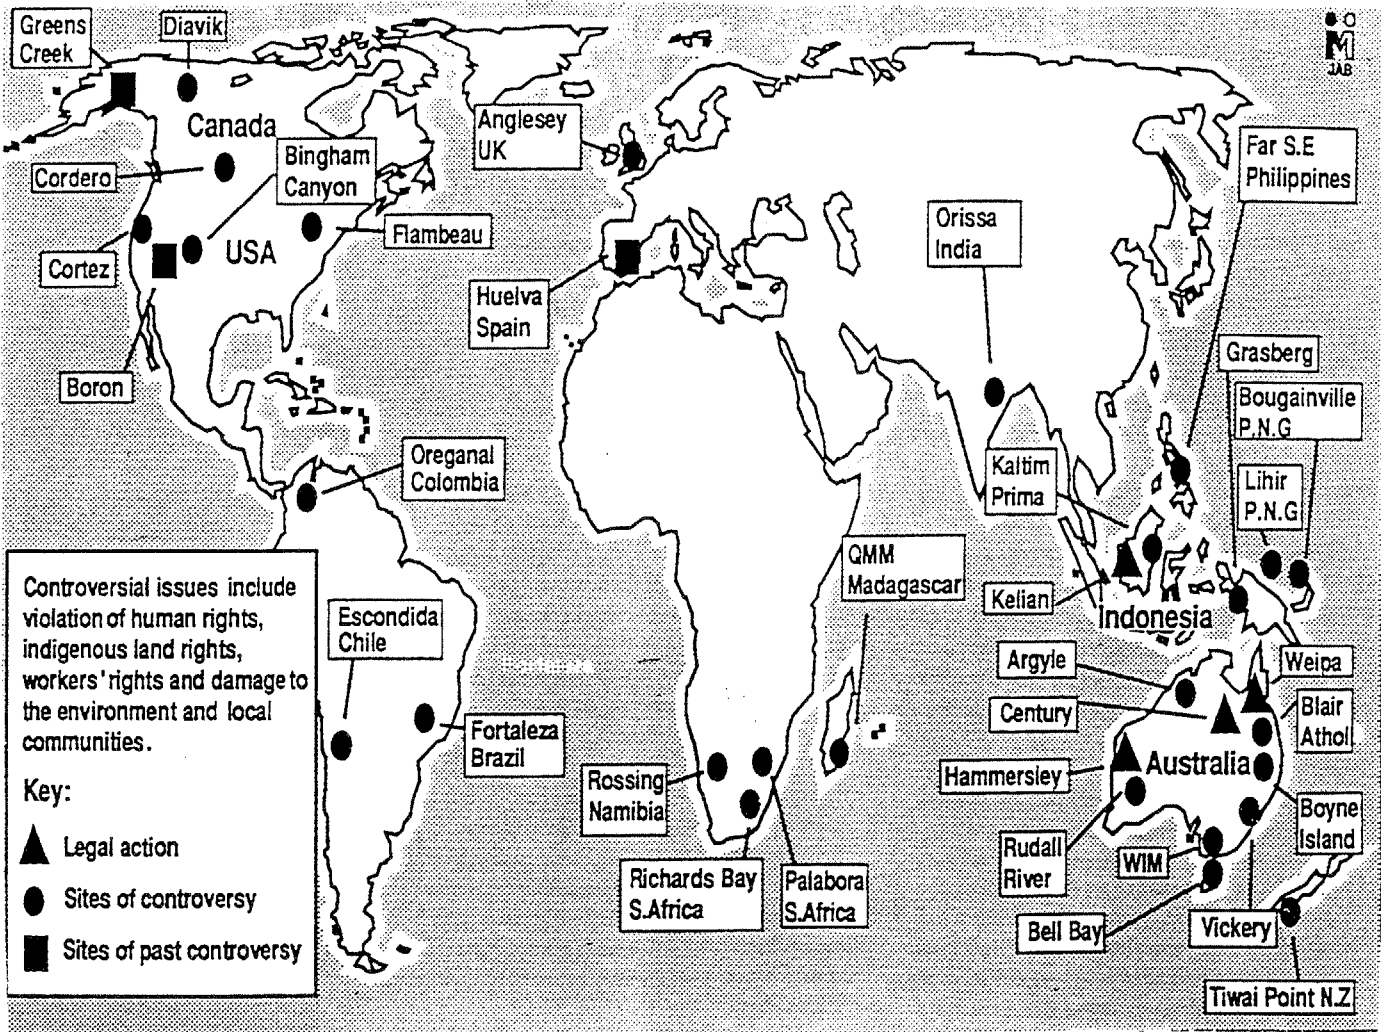 Greens
Creek
Diavik
M
JAB
Canada
Anglesey
UK
Bingham
Canyon
Cordero
Far S.E
Philippines
Orissa
India
Flambeau
USA
Cortez
Huelva
Spain
Boron
Grasberg
Bougainville
P.N.G
Oreganal
Colombia
Kaltim
Prima
Lihir
P.N.G
QMM
Madagascar
Kelian
Indonesia
Controversial issues include
violation of human rights,
indigenous land rights,
workers' rights and damage to
the environment and local
communities.
Key:
Legal action
Sites of controversy
Sites of past controversy
Escondida
Chile
Fortaleza
Brazil
Argyle
Weipa
Century
Blair
Athol
Hammersley
Australia
Rossing
Namibia
Boyne
Island
Rudall
River
WIM
Richards Bay
S.Africa
Palabora
S.Africa
Bell Bay
Vickery
Tiwai Point N.Z